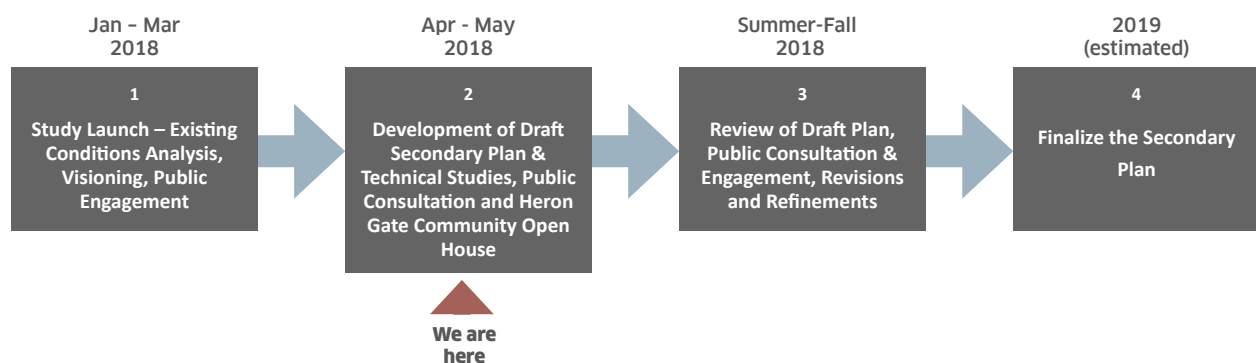 Jan – Mar
2018
1
Study Launch – Existing
Conditions Analysis,
Visioning, Public
Engagement
Apr - May
2018
2
Development of Draft
Secondary Plan &
Technical Studies, Public
Consultation and Heron
Gate Community Open
House
We are
here
Summer-Fall
2018
3
Review of Draft Plan,
Public Consultation &
Engagement, Revisions
and Refinements
2019
(estimated)
4
Finalize the Secondary
Plan